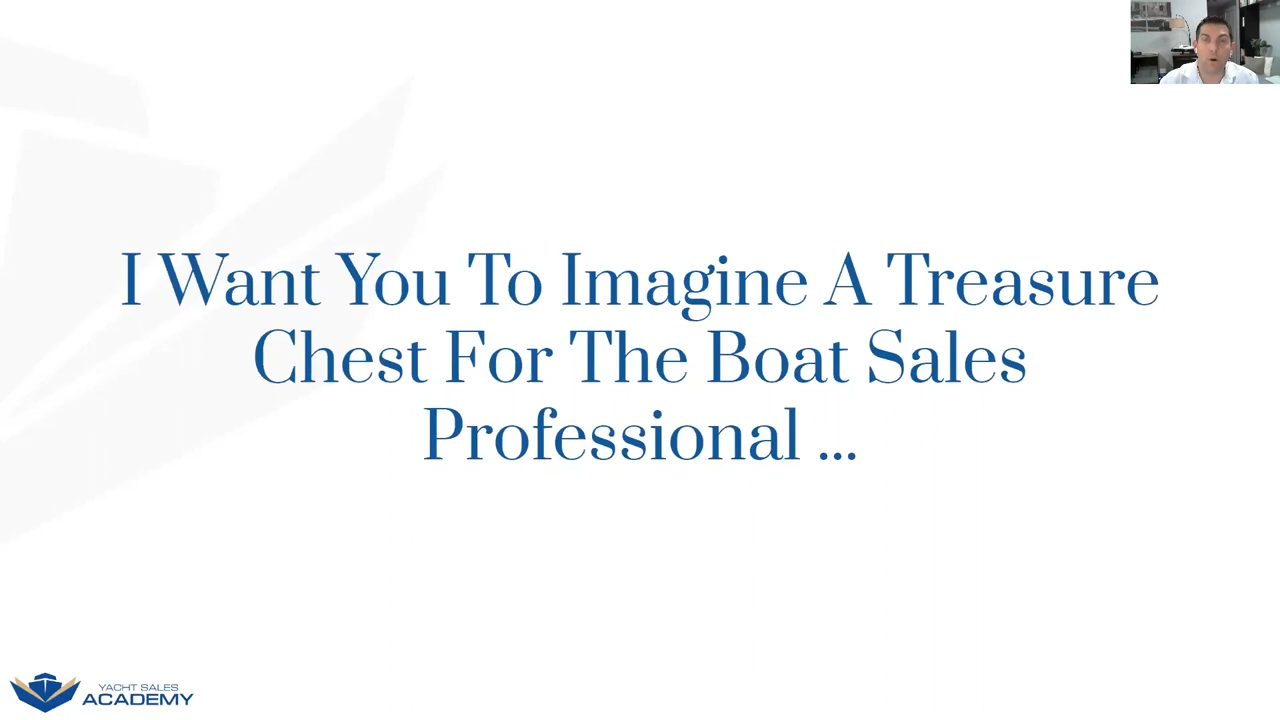 I Want You To Imagine A Treasure
Chest For The Boat Sales
Professional ...
YACHT SALES
ACADEMY